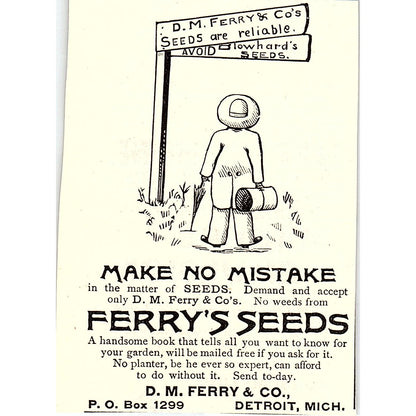 D. M. FERRY & Co's
SEEDS are reliable.
AVOID Blowhard's
SEEDS.
MAKE NO MISTAKE
in the matter of SEEDS. Demand and accept
only D. M. Ferry & Co's. No weeds from
FERRY'S SEEDS
A handsome book that tells all you want to know for
your garden, will be mailed free if you ask for it.
No planter, be he ever so expert, can afford
to do without it. Send to-day.
D. M. FERRY & CO.,
P. O. Box 1299 DETROIT, MICH.